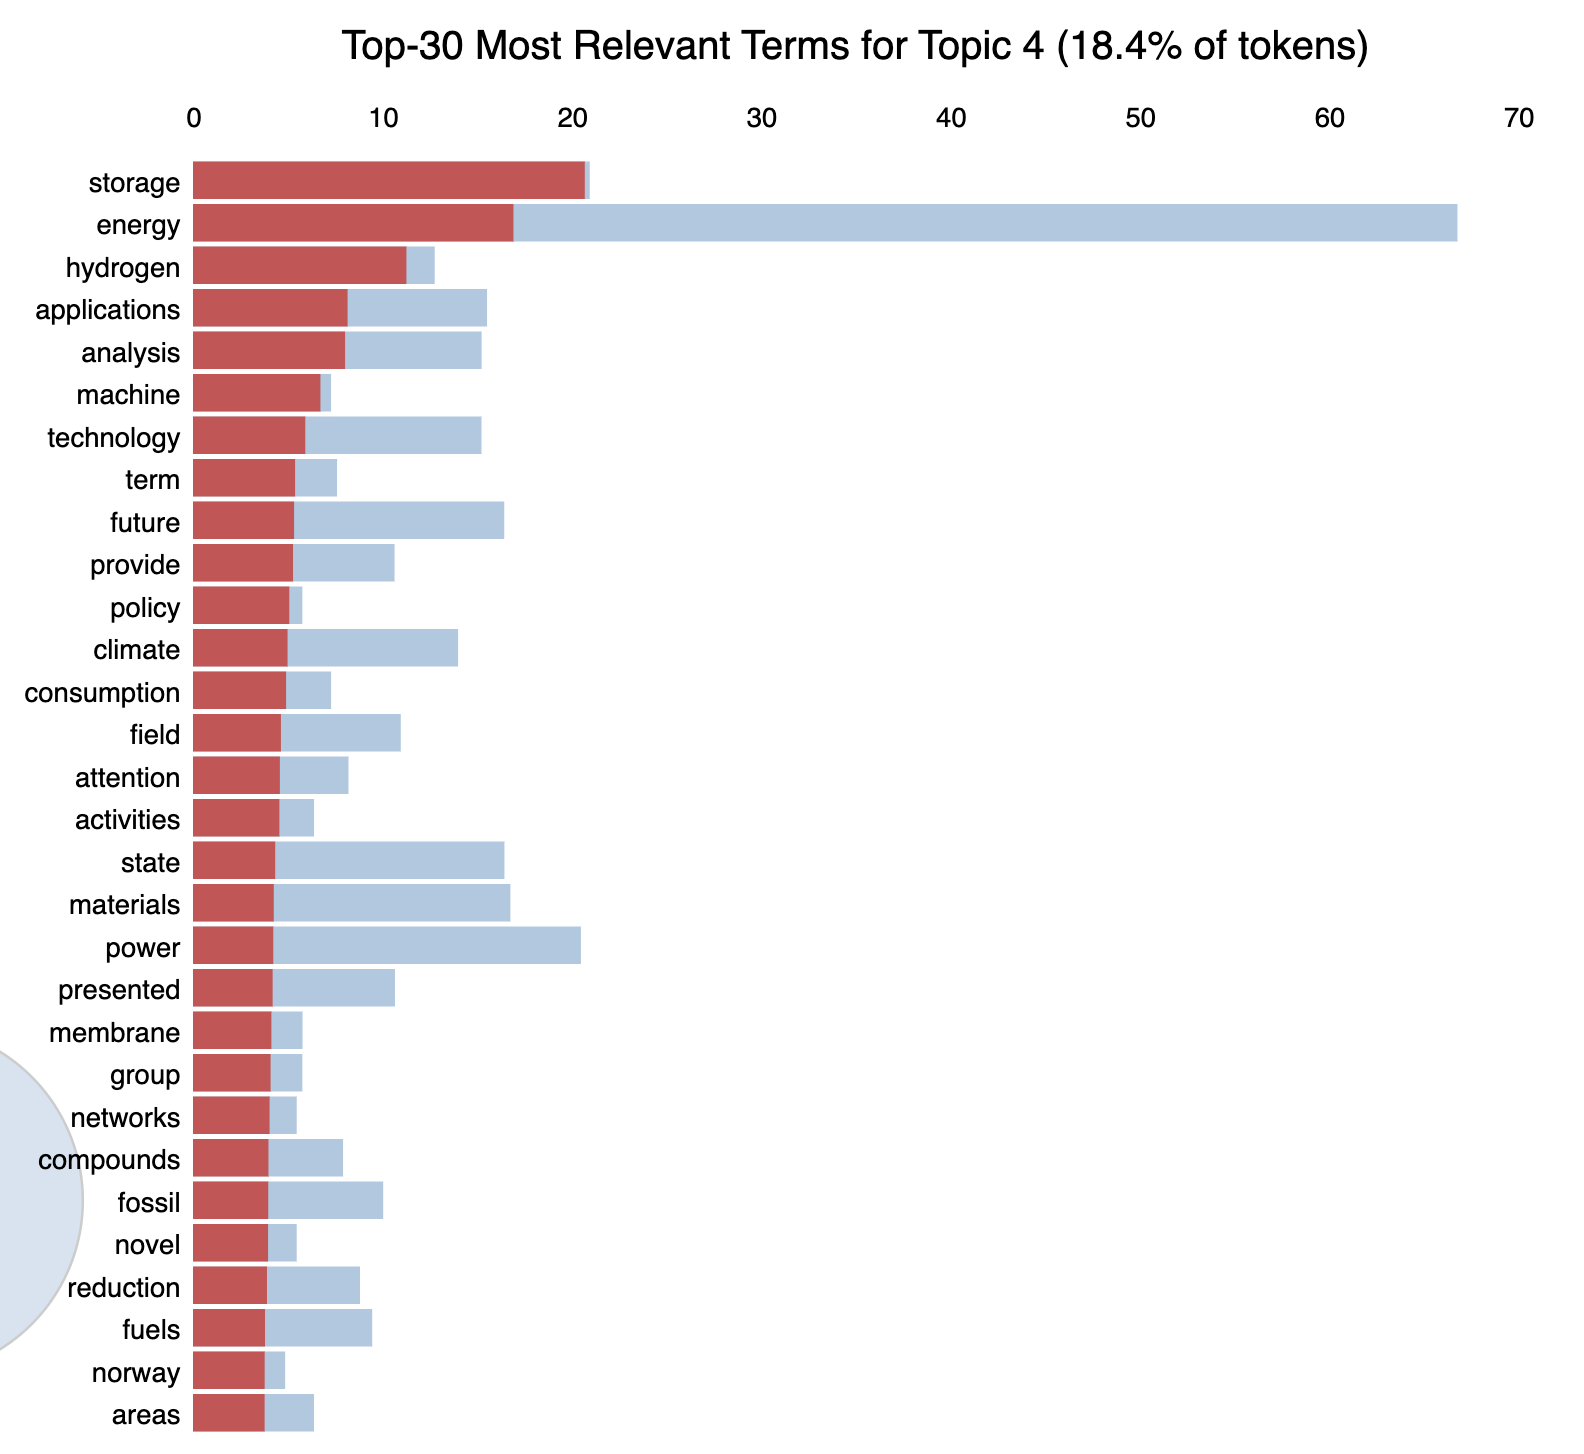 Top-30 Most Relevant Terms for Topic 4 (18.4% of tokens)
0 10 20 30 40 50 60 70
storage
energy
hydrogen
applications
analysis
machine
technology
term
future
provide
policy
climate
consumption
field
attention
activities
state
materials
power
presented
membrane
group
networks
compounds
fossil
novel
reduction
fuels
norway
areas